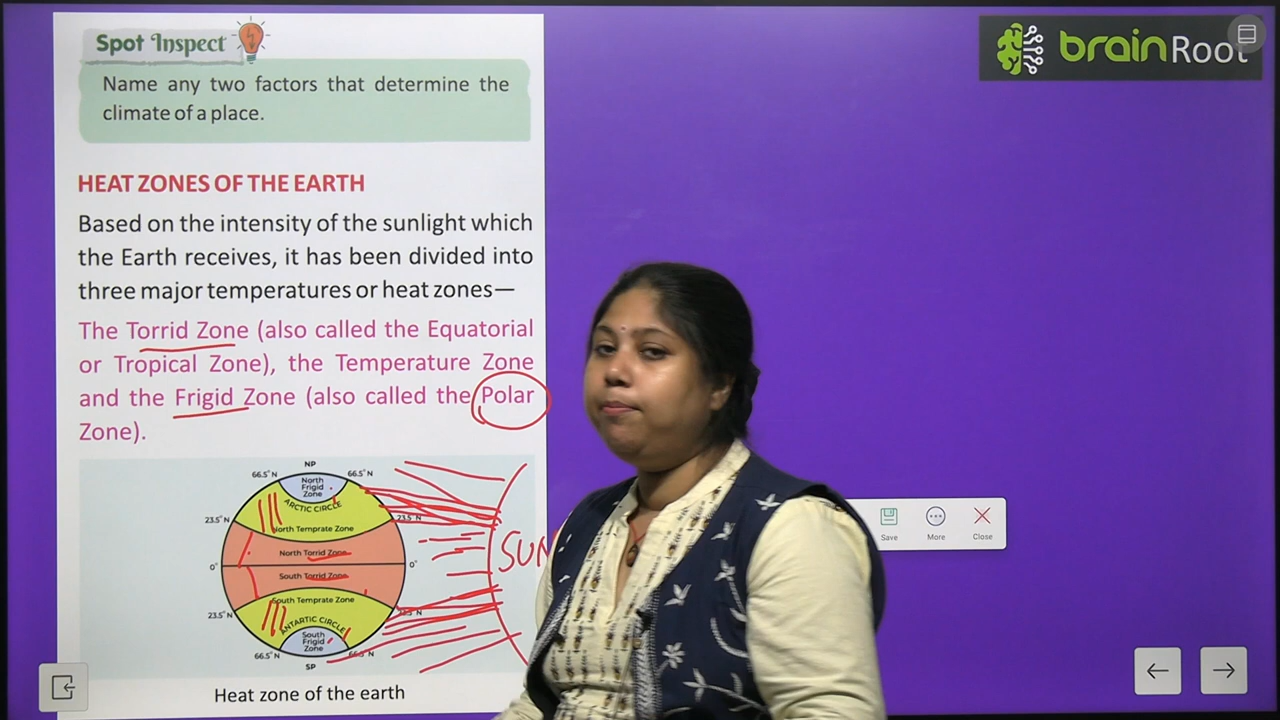 Spot Inspect
Name any two factors that determine the
climate of a place.
HEAT ZONES OF THE EARTH
Based on the intensity of the sunlight which
the Earth receives, it has been divided into
three major temperatures or heat zones—
The Torrid Zone (also called the Equatorial
or Tropical Zone), the Temperature Zone
and the Frigid Zone (also called the Polar
Zone).
NP
66.5° N
66.5° N
North
Frigid
Zone
ARCTIC CIRCLE
23.5° N
23.5° N
North Temprate Zone
North Torrid Zone
0°
0°
South Torrid Zone
South Temprate Zone
23.5° N
23.5° N
ANTARTIC CIRCLE
South
Frigid
Zone
66.5° N
66.5° N
SP
SUN
Heat zone of the earth
brainRoot
Save
More
Close